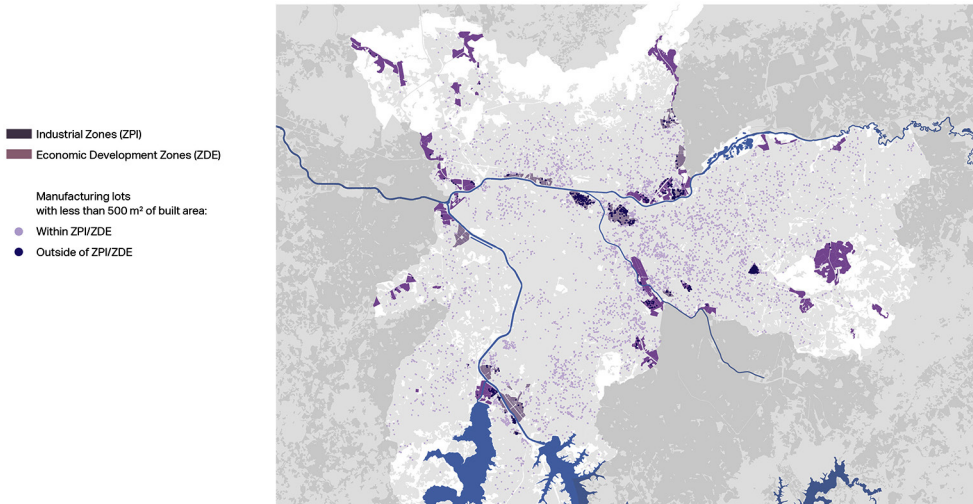 Industrial Zones (ZPI)
Economic Development Zones (ZDE)
Manufacturing lots
with less than 500 m² of built area:
Within ZPI/ZDE
Outside of ZPI/ZDE